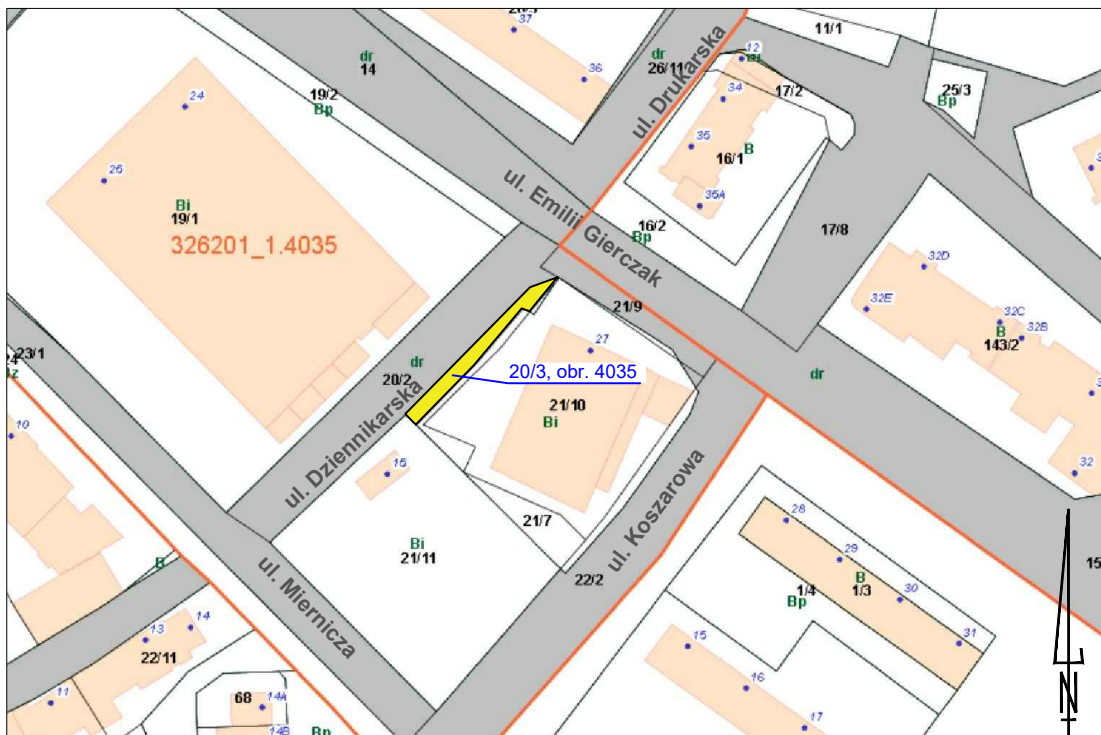 37
36
dr
14
19/2
Bp
dr
26/11
ul. Drukarska
12
11/1
25/3
Bp
17/2
34
35
B
16/1
35A
16/2
Bp
17/8
24
25
Bi
19/1
326201_1.4035
ul. Emilii Gierczak
32D
32E
32C
32B
B
143/2
32
21/9
27
20/3, obr. 4035
21/10
Bi
dr
20/2
ul. Dziennikarska
dr
23/1
10
15
Bi
21/11
21/7
ul. Koszarowa
22/2
ul. Miernicza
28
29
B
1/3
30
31
1/4
Bp
15
16
17
B
14
13
22/11
11
68
14A
14B
Bp
15
N